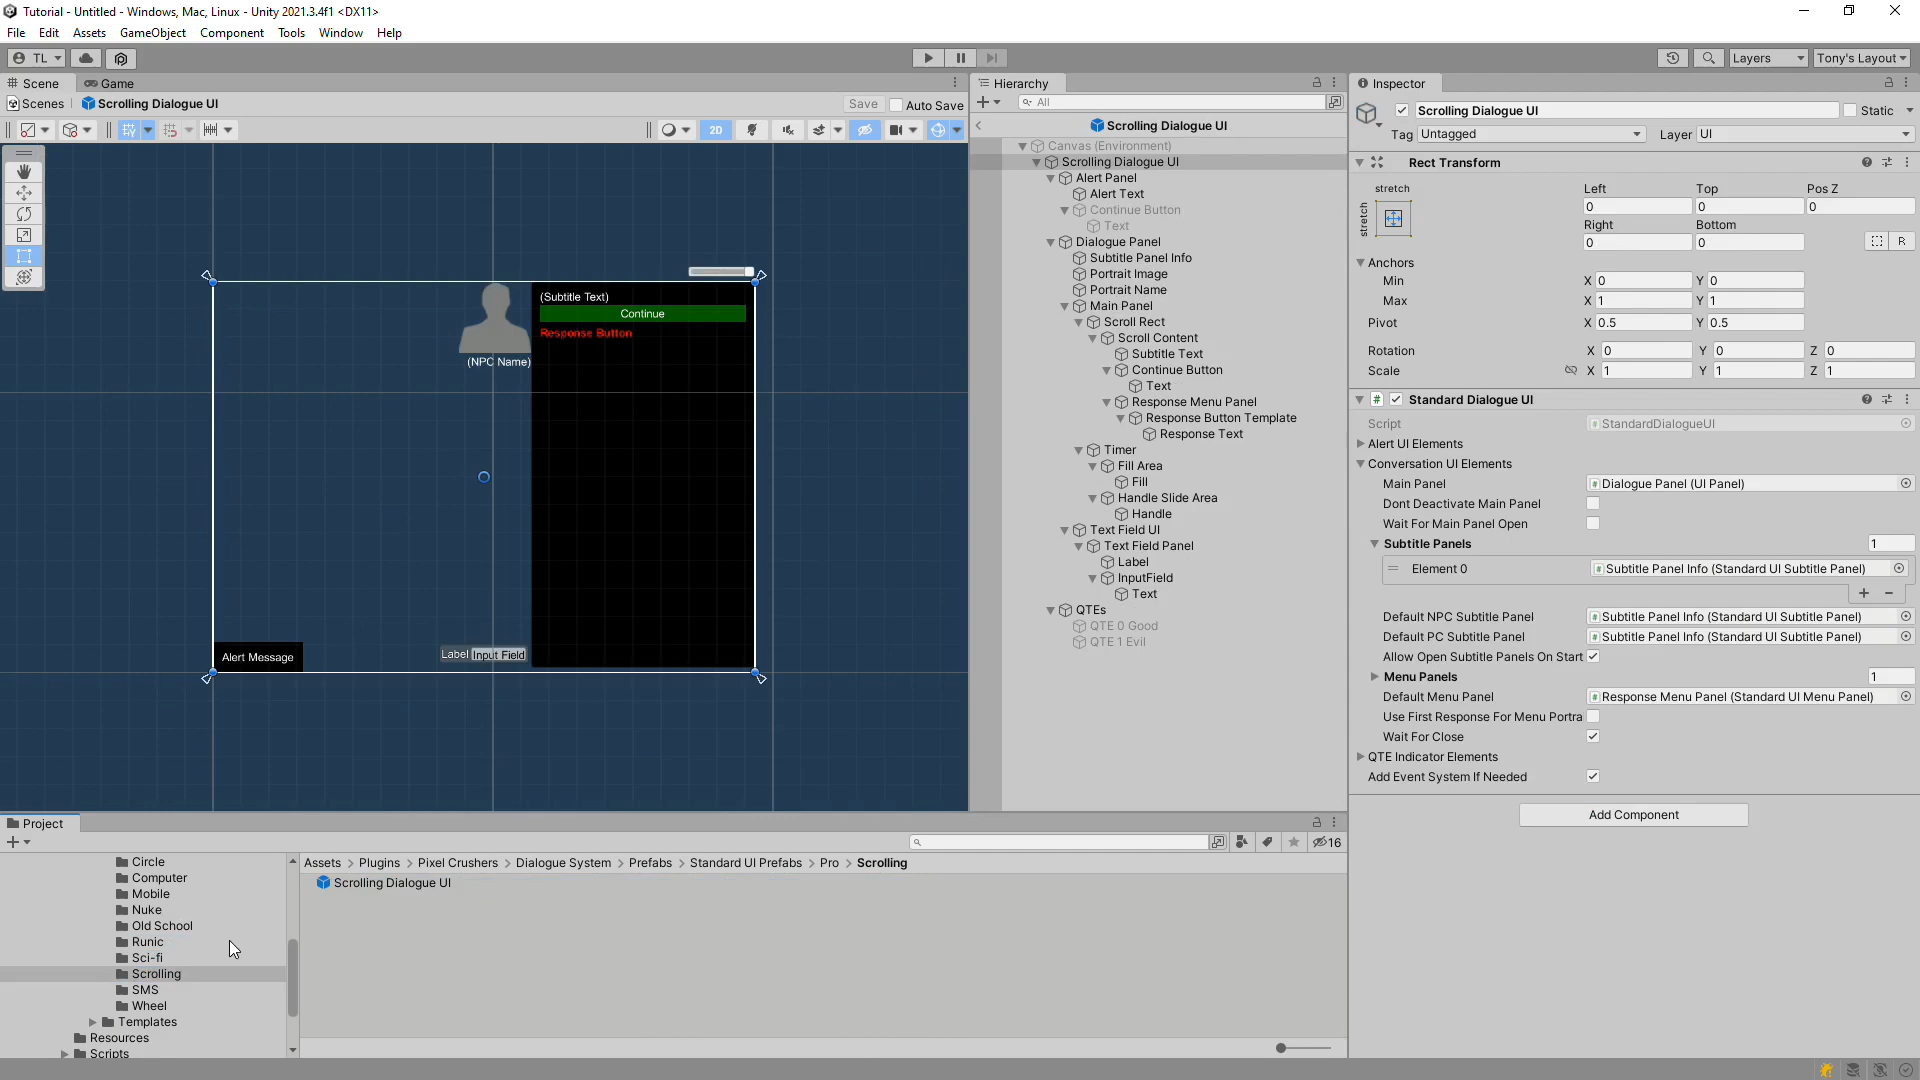 Tutorial - Untitled - Windows, Mac, Linux - Unity 2021.3.4f1 <DX11>
File Edit Assets GameObject Component Tools Window Help
TL Layers Tony's Layout
Scene Game
Scenes Scrolling Dialogue UI Save Auto Save
2D
(Subtitle Text)
Continue
Response Button
(NPC Name)
Alert Message
Label Input Field
Hierarchy
All
Scrolling Dialogue UI
Canvas (Environment)
Scrolling Dialogue UI
Alert Panel
Alert Text
Continue Button
Text
Dialogue Panel
Subtitle Panel Info
Portrait Image
Portrait Name
Main Panel
Scroll Rect
Scroll Content
Subtitle Text
Continue Button
Text
Response Menu Panel
Response Button Template
Response Text
Timer
Fill Area
Fill
Handle Slide Area
Handle
Text Field UI
Text Field Panel
Label
InputField
Text
QTEs
QTE 0 Good
QTE 1 Evil
Inspector
Scrolling Dialogue UI Static
Tag Untagged Layer UI
Rect Transform
stretch Left Top Pos Z
stretch 0 0 0
Right Bottom
0 0 R
Anchors
Min X 0 Y 0
Max X 1 Y 1
Pivot X 0.5 Y 0.5
Rotation X 0 Y 0 Z 0
Scale X 1 Y 1 Z 1
# Standard Dialogue UI
Script # StandardDialogueUI
Alert UI Elements
Conversation UI Elements
Main Panel Dialogue Panel (UI Panel)
Dont Deactivate Main Panel
Wait For Main Panel Open
Subtitle Panels 1
Element 0 Subtitle Panel Info (Standard UI Subtitle Panel)
+ −
Default NPC Subtitle Panel Subtitle Panel Info (Standard UI Subtitle Panel)
Default PC Subtitle Panel Subtitle Panel Info (Standard UI Subtitle Panel)
Allow Open Subtitle Panels On Start
Menu Panels 1
Default Menu Panel Response Menu Panel (Standard UI Menu Panel)
Use First Response For Menu Portra
Wait For Close
QTE Indicator Elements
Add Event System If Needed
Add Component
Project
16
Circle
Computer
Mobile
Nuke
Old School
Runic
Sci-fi
Scrolling
SMS
Wheel
Templates
Resources
Scripts
Assets > Plugins > Pixel Crushers > Dialogue System > Prefabs > Standard UI Prefabs > Pro > Scrolling
Scrolling Dialogue UI